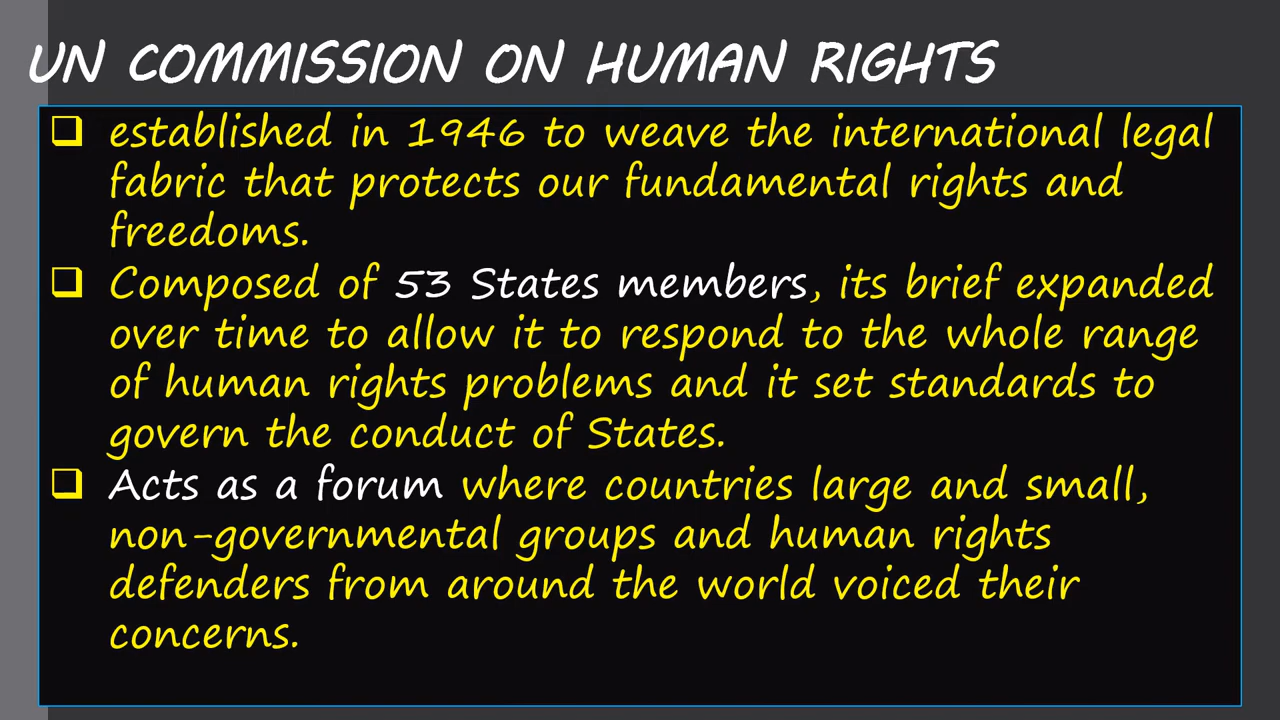 UN COMMISSION ON HUMAN RIGHTS
established in 1946 to weave the international legal
fabric that protects our fundamental rights and
freedoms.
Composed of 53 States members, its brief expanded
over time to allow it to respond to the whole range
of human rights problems and it set standards to
govern the conduct of States.
Acts as a forum where countries large and small,
non-governmental groups and human rights
defenders from around the world voiced their
concerns.